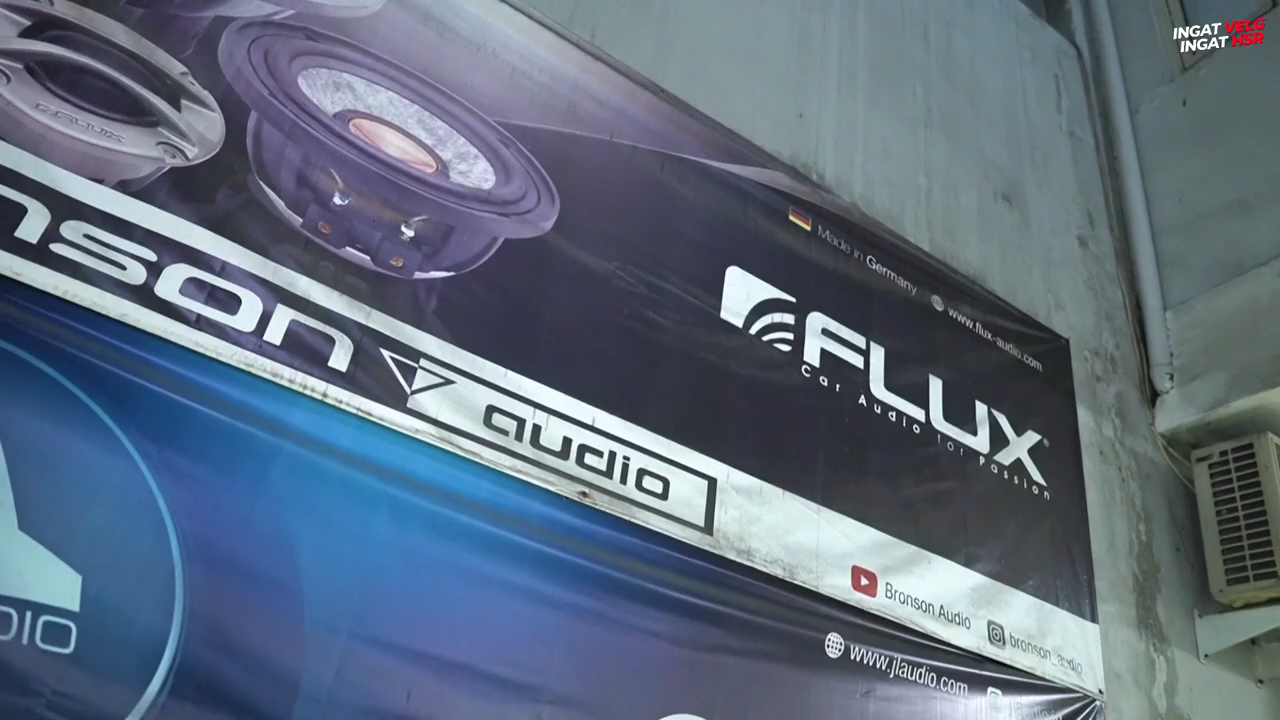 INGAT VELG
INGAT HSR
FLUX
Made in Germany
www.flux-audio.com
FLUX
Car Audio for Passion
nson
audio
Bronson Audio
bronson_audio
DIO
www.jlaudio.com